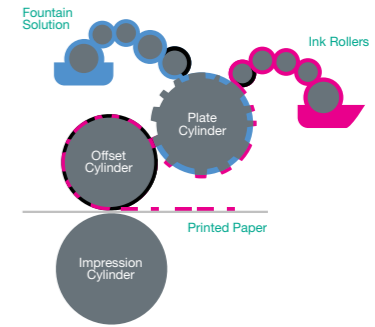 Fountain
Solution
Ink Rollers
Plate
Cylinder
Offset
Cylinder
Printed Paper
Impression
Cylinder